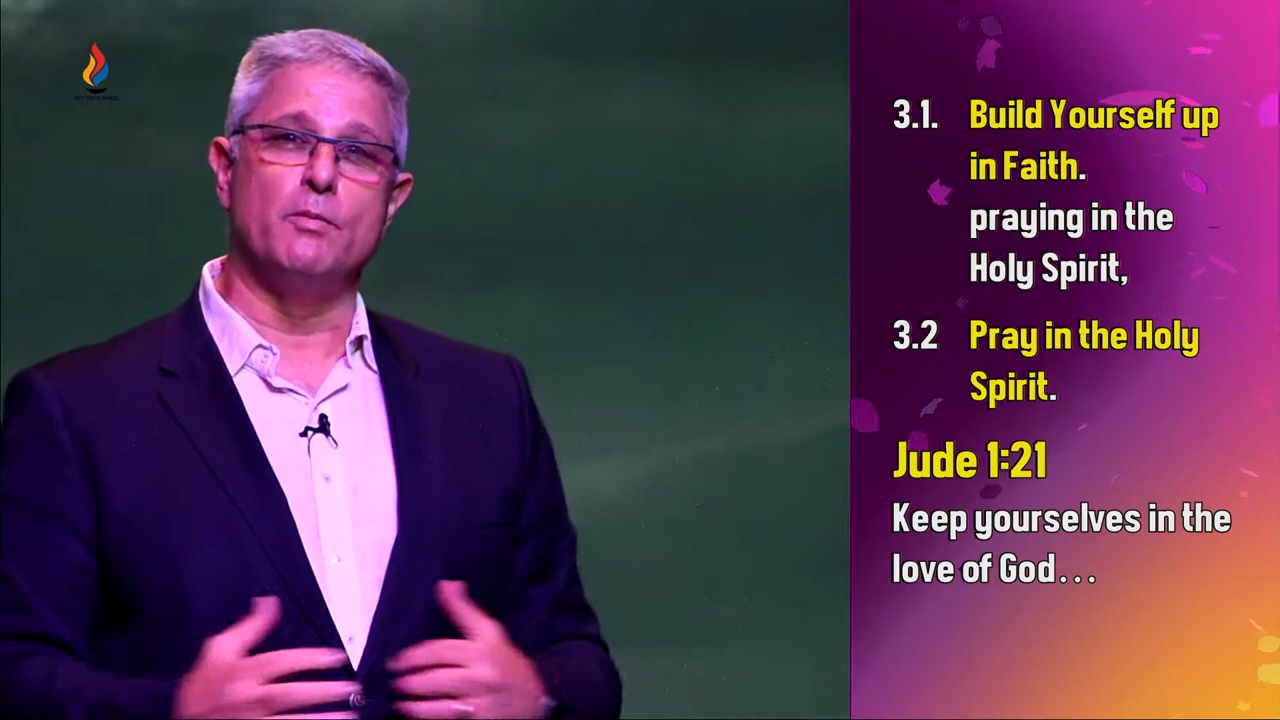 3.1. Build Yourself up
in Faith.
praying in the
Holy Spirit,
3.2 Pray in the Holy
Spirit.
Jude 1:21
Keep yourselves in the
love of God...